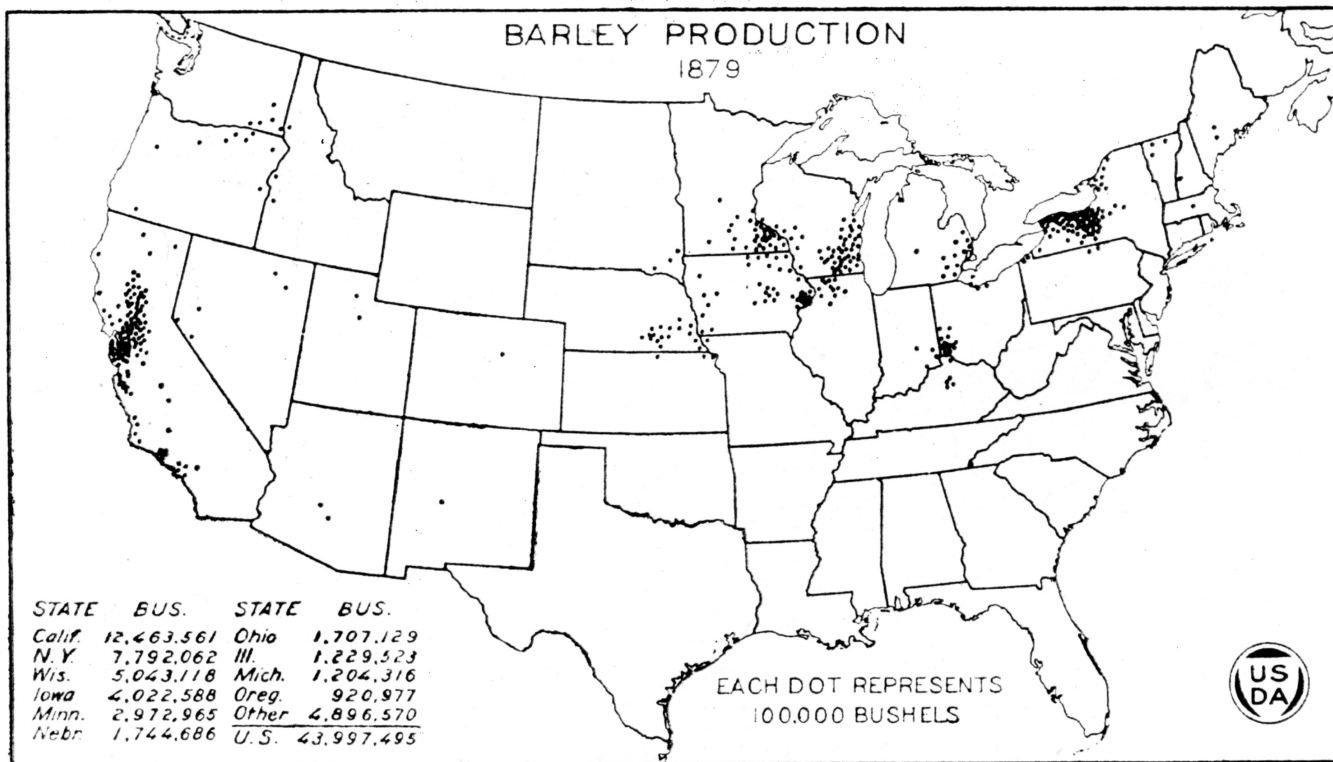 BARLEY PRODUCTION
1879
STATE BUS. STATE BUS.
Calif. 12,463,561 Ohio 1,707,129
N.Y. 7,792,062 Ill. 1,229,523
Wis. 5,043,118 Mich. 1,204,316
Iowa 4,022,588 Oreg. 920,977
Minn. 2,972,965 Other 4,896,570
Nebr. 1,744,686 U.S. 43,997,495
EACH DOT REPRESENTS
100,000 BUSHELS
US
DA